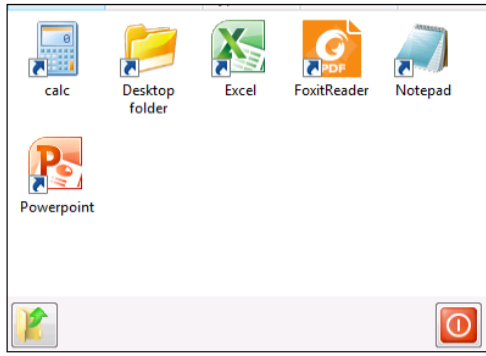 calc
Desktop folder
Excel
FoxitReader
Notepad
Powerpoint